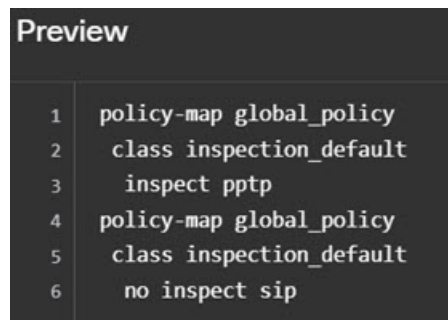 Preview
1 policy-map global_policy
2 class inspection_default
3 inspect pptp
4 policy-map global_policy
5 class inspection_default
6 no inspect sip